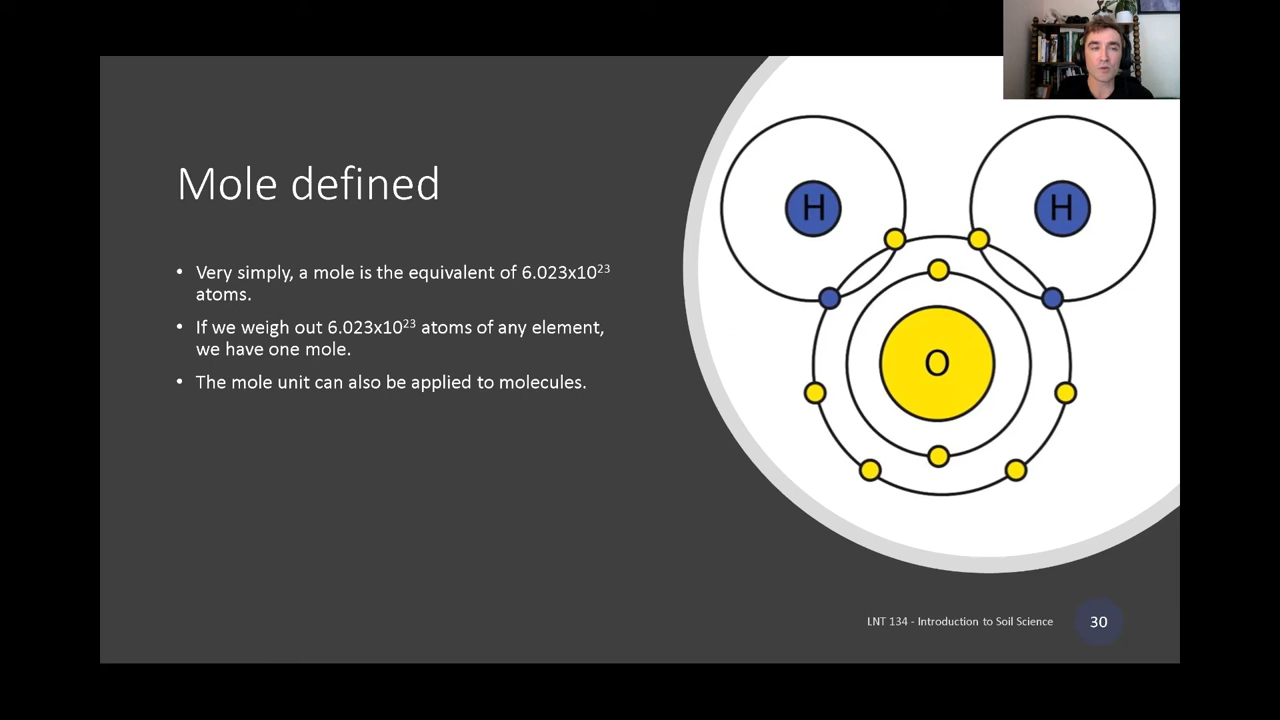 Mole defined
• Very simply, a mole is the equivalent of 6.023x10²³
atoms.
• If we weigh out 6.023x10²³ atoms of any element,
we have one mole.
• The mole unit can also be applied to molecules.
H
H
O
LNT 134 - Introduction to Soil Science
30